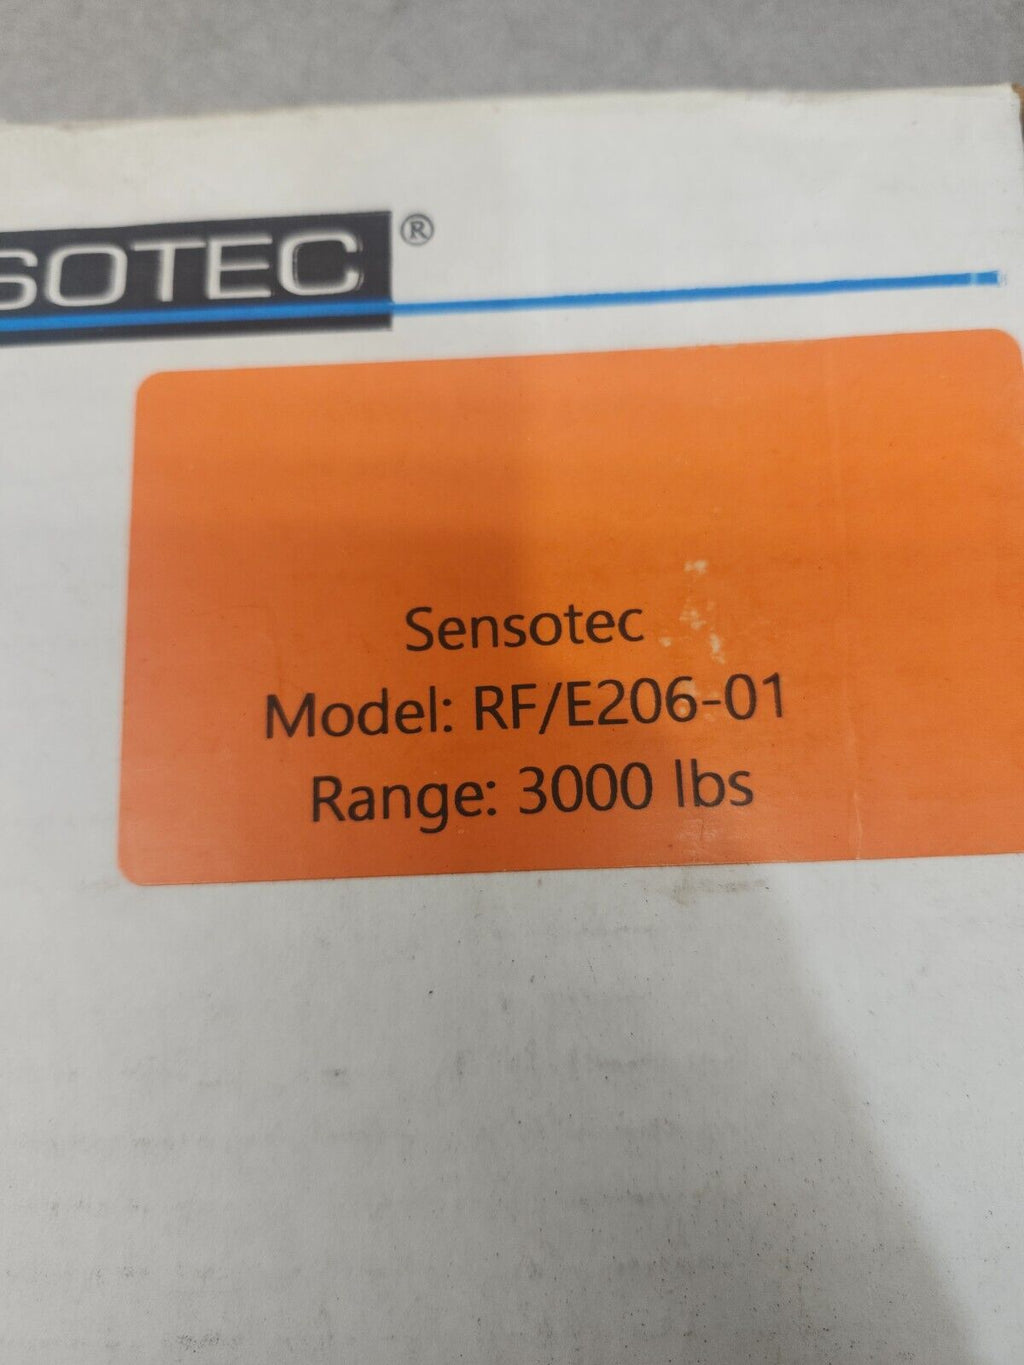 SOTEC®
Sensotec
Model: RF/E206-01
Range: 3000 lbs